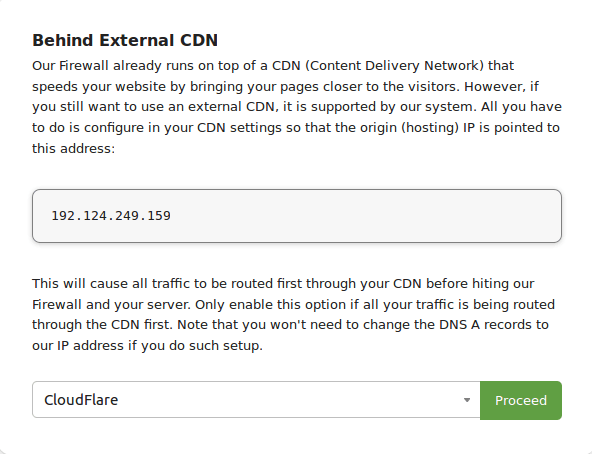 Behind External CDN
Our Firewall already runs on top of a CDN (Content Delivery Network) that
speeds your website by bringing your pages closer to the visitors. However, if
you still want to use an external CDN, it is supported by our system. All you have
to do is configure in your CDN settings so that the origin (hosting) IP is pointed to
this address:
192.124.249.159
This will cause all traffic to be routed first through your CDN before hiting our
Firewall and your server. Only enable this option if all your traffic is being routed
through the CDN first. Note that you won't need to change the DNS A records to
our IP address if you do such setup.
CloudFlare
Proceed